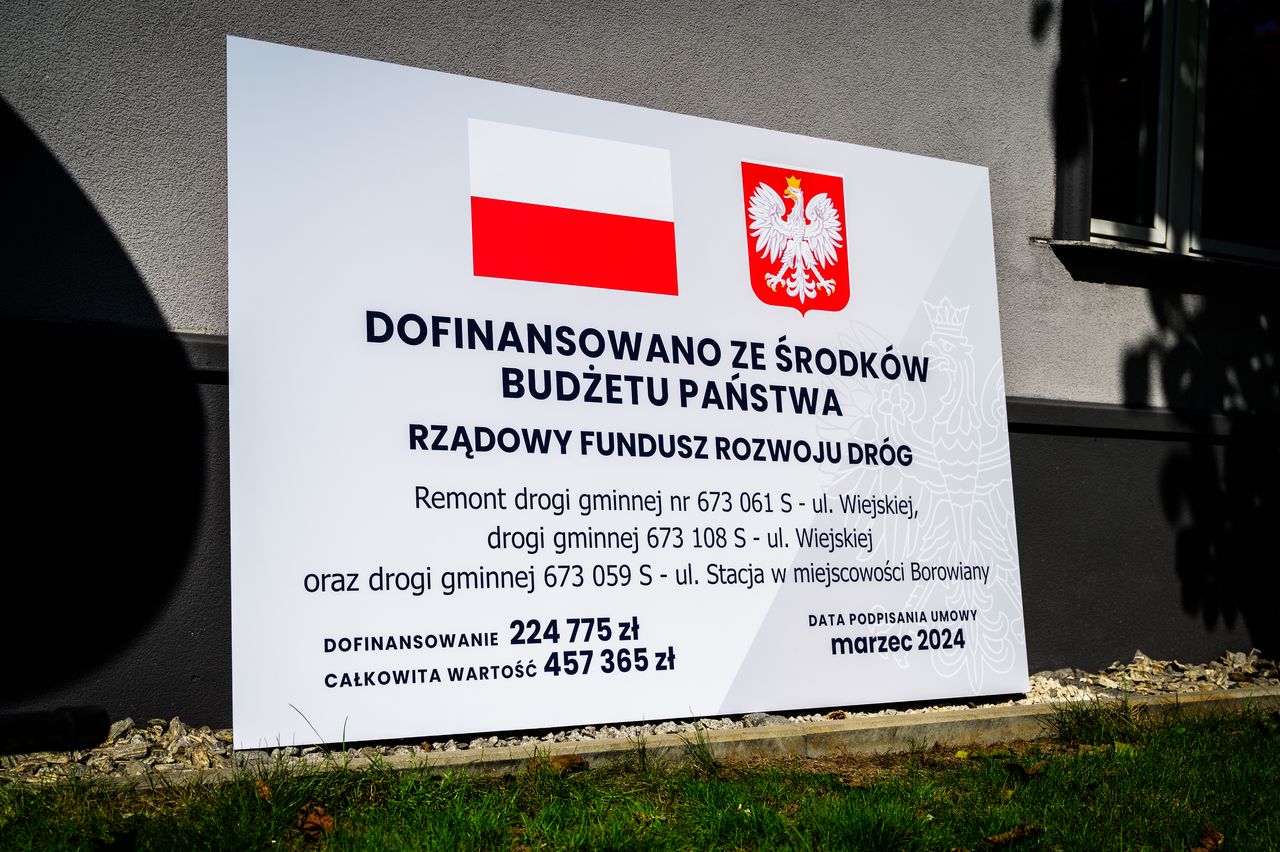 DOFINANSOWANO ZE ŚRODKÓW
BUDŻETU PAŃSTWA
RZĄDOWY FUNDUSZ ROZWOJU DRÓG
Remont drogi gminnej nr 673 061 S - ul. Wiejskiej,
drogi gminnej 673 108 S - ul. Wiejskiej
oraz drogi gminnej 673 059 S - ul. Stacja w miejscowości Borowiany
DOFINANSOWANIE 224 775 zł
CAŁKOWITA WARTOŚĆ 457 365 zł
DATA PODPISANIA UMOWY
marzec 2024